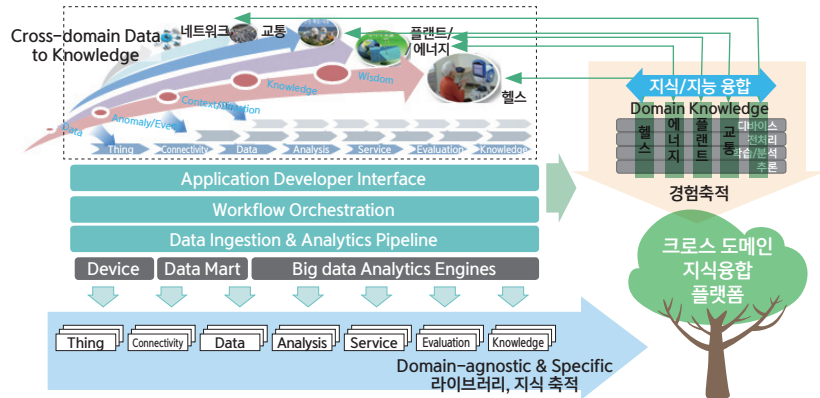 Cross-domain Data
to Knowledge
네트워크
교통
플랜트/
에너지
헬스
Data
Anomaly/Event
Knowledge
Wisdom
Thing
Connectivity
Data
Analysis
Service
Evaluation
Knowledge
Application Developer Interface
Workflow Orchestration
Data Ingestion & Analytics Pipeline
Device
Data Mart
Big data Analytics Engines
Thing
Connectivity
Data
Analysis
Service
Evaluation
Knowledge
Domain-agnostic & Specific
라이브러리, 지식 축적
지식/지능 융합
Domain Knowledge
헬스
에너지
플랜트
교통
디바이스
전처리
학습/분석
추론
경험축적
크로스 도메인
지식융합
플랫폼